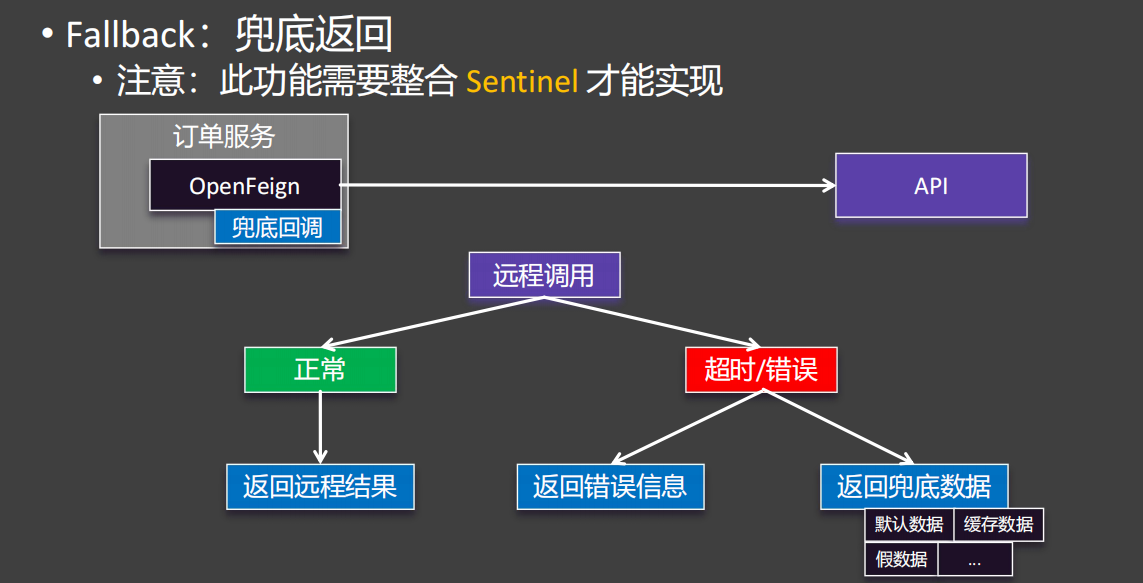 • Fallback：兜底返回
• 注意：此功能需要整合 Sentinel 才能实现
订单服务
OpenFeign
API
兜底回调
远程调用
正常
超时/错误
返回远程结果
返回错误信息
返回兜底数据
默认数据
缓存数据
假数据
...